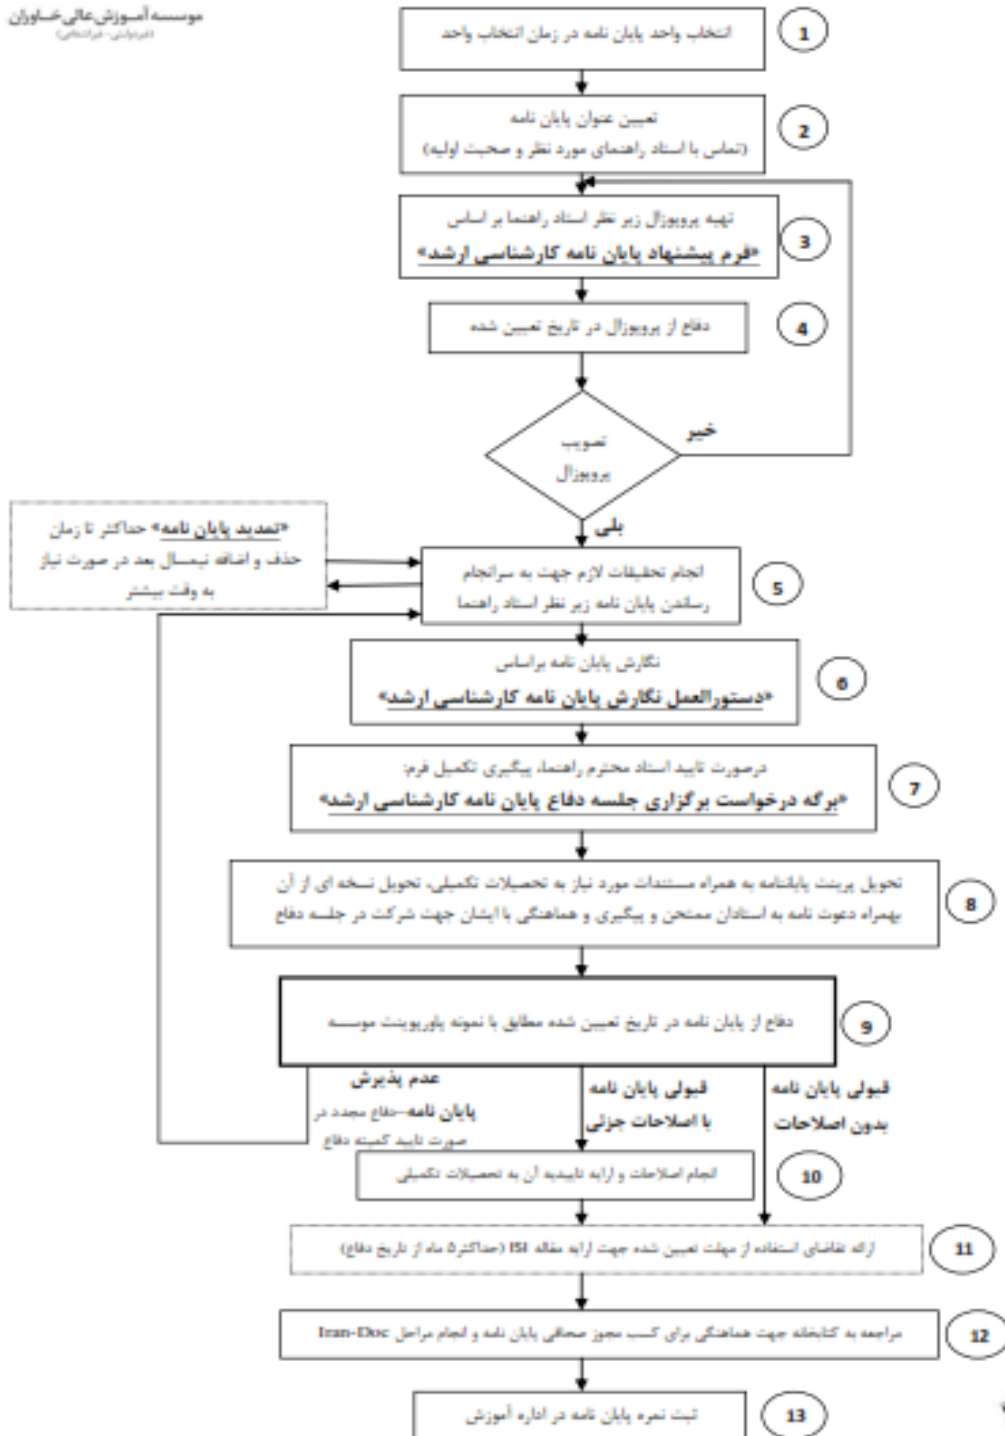 موسسه آموزش عالی خاوران
(غیردولتی - غیرانتفاعی)
انتخاب واحد پایان نامه در زمان انتخاب واحد
1
تعیین عنوان پایان نامه
(تماس با استاد راهنمای مورد نظر و صحبت اولیه)
2
تهیه پروپوزال زیر نظر استاد راهنما بر اساس
«فرم پیشنهاد پایان نامه کارشناسی ارشد»
3
دفاع از پروپوزال در تاریخ تعیین شده
4
تصویب
پروپوزال
خیر
بلی
«تمدید پایان نامه» حداکثر تا زمان
حذف و اضافه نیمسال بعد در صورت نیاز
به وقت بیشتر
انجام تحقیقات لازم جهت به سرانجام
رساندن پایان نامه زیر نظر استاد راهنما
5
نگارش پایان نامه براساس
«دستورالعمل نگارش پایان نامه کارشناسی ارشد»
6
درصورت تایید استاد محترم راهنما، پیگیری تکمیل فرم:
«برگه درخواست برگزاری جلسه دفاع پایان نامه کارشناسی ارشد»
7
تحویل پرینت پایاننامه به همراه مستندات مورد نیاز به تحصیلات تکمیلی، تحویل نسخه ای از آن
بهمراه دعوت نامه به استادان ممتحن و پیگیری و هماهنگی با ایشان جهت شرکت در جلسه دفاع
8
دفاع از پایان نامه در تاریخ تعیین شده مطابق با نمونه پاورپوینت موسسه
9
قبولی پایان نامه
بدون اصلاحات
قبولی پایان نامه
با اصلاحات جزئی
عدم پذیرش
پایان نامه–دفاع مجدد در
صورت تایید کمیته دفاع
انجام اصلاحات و ارایه تاییدیه آن به تحصیلات تکمیلی
10
ارائه تقاضای استفاده از مهلت تعیین شده جهت ارایه مقاله ISI (حداکثر۵ ماه از تاریخ دفاع)
11
مراجعه به کتابخانه جهت هماهنگی برای کسب مجوز صحافی پایان نامه و انجام مراحل Iran-Doc
12
ثبت نمره پایان نامه در اداره آموزش
13